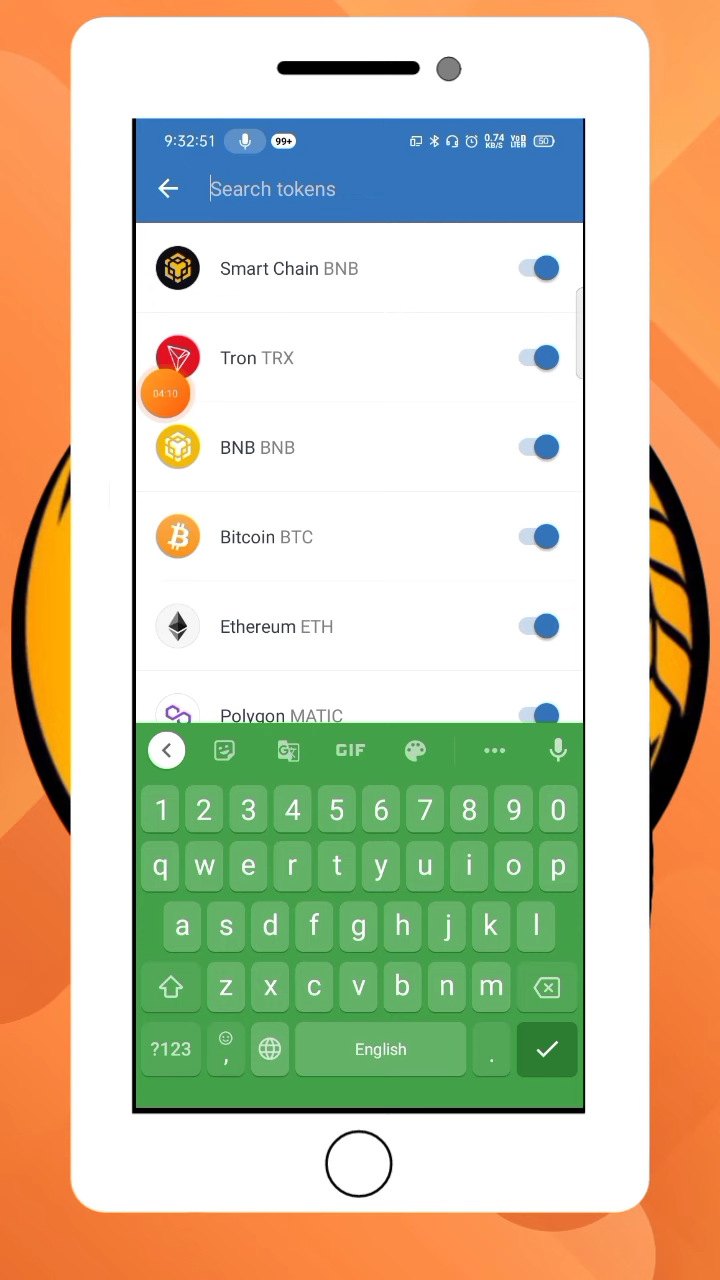 9:32:51 99+ 0.74 KB/S 50
Search tokens
Smart Chain BNB
Tron TRX
04:10
BNB BNB
Bitcoin BTC
Ethereum ETH
Polygon MATIC
GIF
1 2 3 4 5 6 7 8 9 0
q w e r t y u i o p
a s d f g h j k l
z x c v b n m
?123 , English .